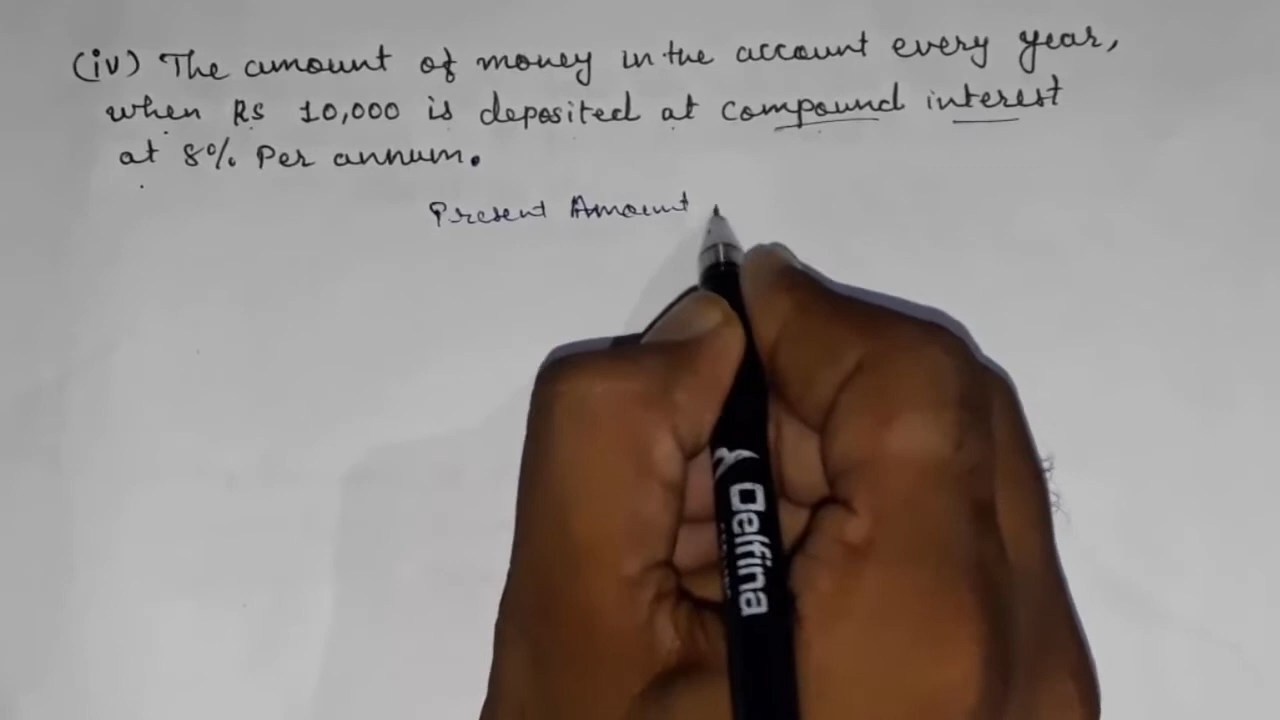 (iv) The amount of money in the account every year,
when Rs 10,000 is deposited at compound interest
at 8% Per annum.
Present Amount
Delfina